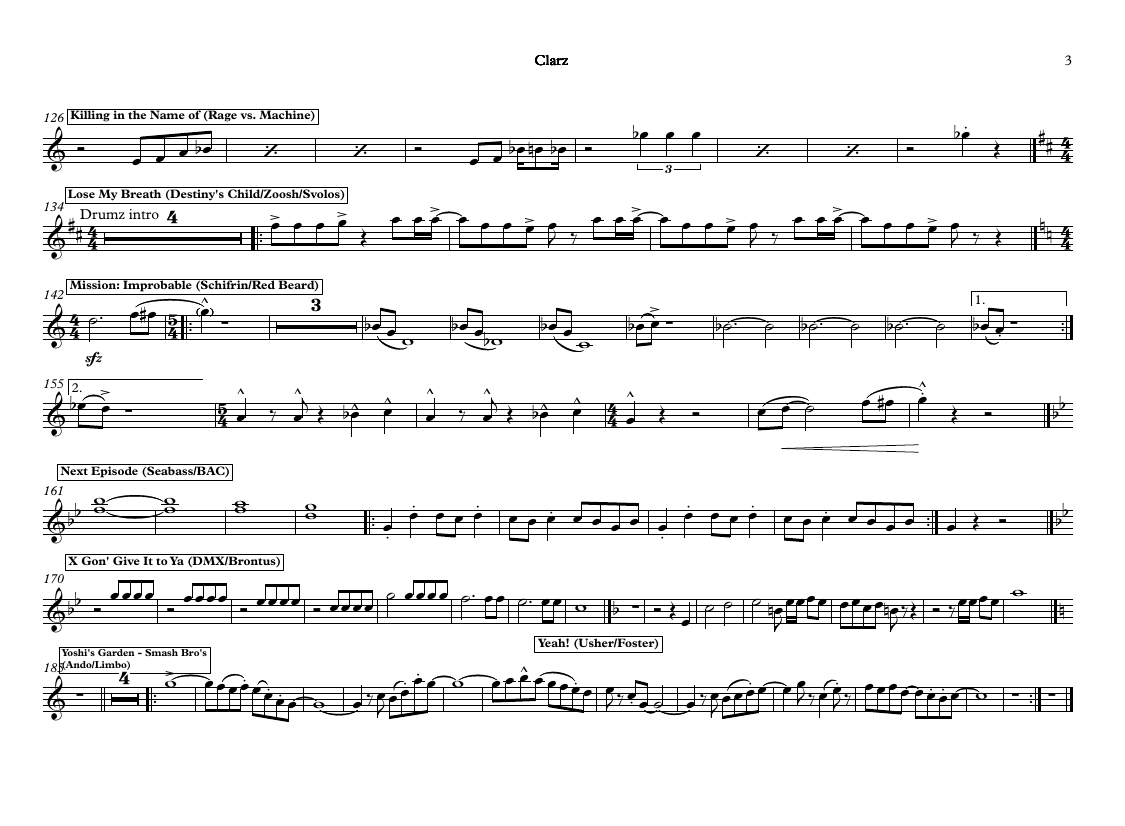 Clarz
3
126
Killing in the Name of (Rage vs. Machine)
3
134
Lose My Breath (Destiny's Child/Zoosh/Svolos)
Drumz intro
4
142
Mission: Improbable (Schifrin/Red Beard)
3
1.
sfz
155
2.
161
Next Episode (Seabass/BAC)
170
X Gon' Give It to Ya (DMX/Brontus)
185
Yoshi's Garden - Smash Bro's
(Ando/Limbo)
4
Yeah! (Usher/Foster)